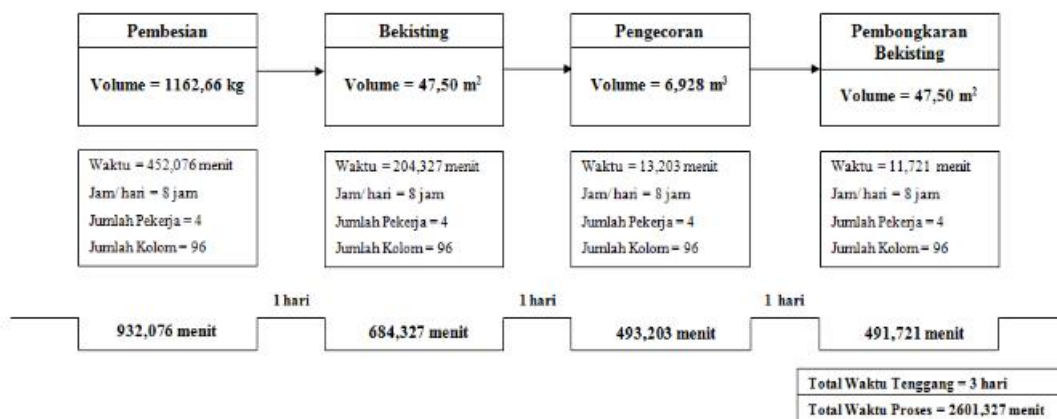 Pembesian
Volume = 1162,66 kg
Bekisting
Volume = 47,50 m²
Pengecoran
Volume = 6,928 m³
Pembongkaran
Bekisting
Volume = 47,50 m²
Waktu = 452,076 menit
Jam/ hari = 8 jam
Jumlah Pekerja = 4
Jumlah Kolom = 96
Waktu = 204,327 menit
Jam/ hari = 8 jam
Jumlah Pekerja = 4
Jumlah Kolom = 96
Waktu = 13,203 menit
Jam/ hari = 8 jam
Jumlah Pekerja = 4
Jumlah Kolom = 96
Waktu = 11,721 menit
Jam/ hari = 8 jam
Jumlah Pekerja = 4
Jumlah Kolom = 96
1 hari
1 hari
1 hari
932,076 menit
684,327 menit
493,203 menit
491,721 menit
Total Waktu Tenggang = 3 hari
Total Waktu Proses = 2601,327 menit